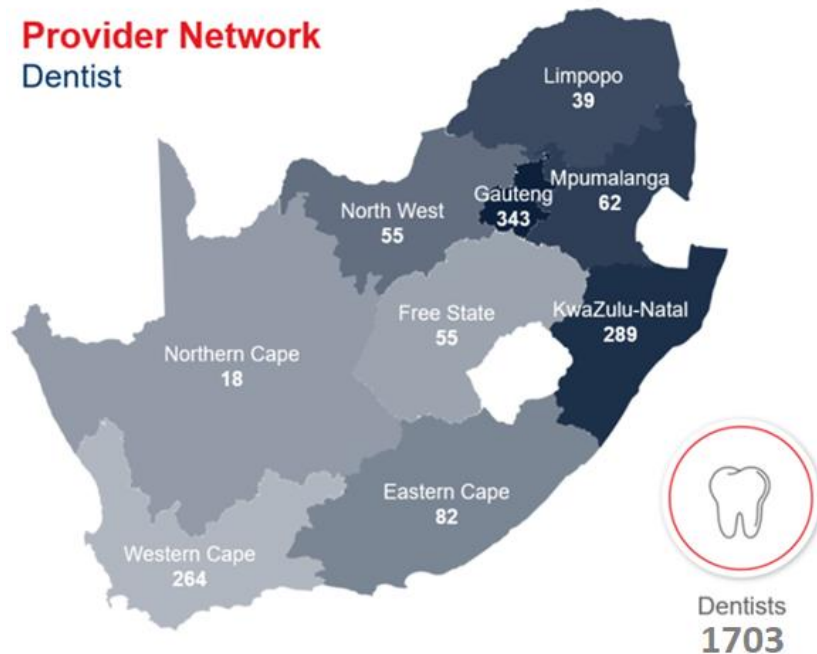 Provider Network
Dentist
Limpopo
39
Mpumalanga
62
Gauteng
343
North West
55
KwaZulu-Natal
289
Free State
55
Northern Cape
18
Eastern Cape
82
Western Cape
264
Dentists
1703